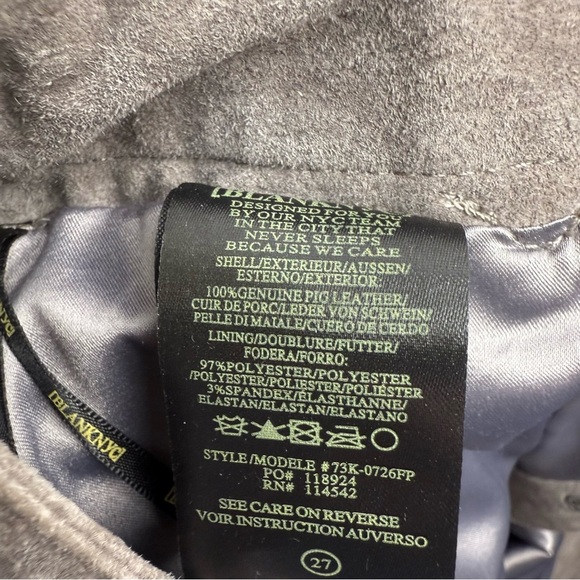 [BLANKNYC]
DESIGNED FOR YOU
BY OUR NYC TEAM
IN THE CITY THAT
NEVER SLEEPS
BECAUSE WE CARE
SHELL/EXTERIEUR/AUSSEN/
ESTERNO/EXTERIOR:
100%GENUINE PIG LEATHER/
CUIR DE PORC/LEDER VON SCHWEIN/
PELLE DI MAIALE/CUERO DE CERDO
LINING/DOUBLURE/FUTTER/
FODERA/FORRO:
97%POLYESTER/POLYESTER
/POLYESTER/POLIESTER/POLIÉSTER
3%SPANDEX/ÉLASTHANNE/
ELASTAN/ELASTAN/ELASTANO
STYLE/MODELE #73K-0726FP
PO# 118924
RN# 114542
SEE CARE ON REVERSE
VOIR INSTRUCTION AUVERSO
27
[BLANKNYC]